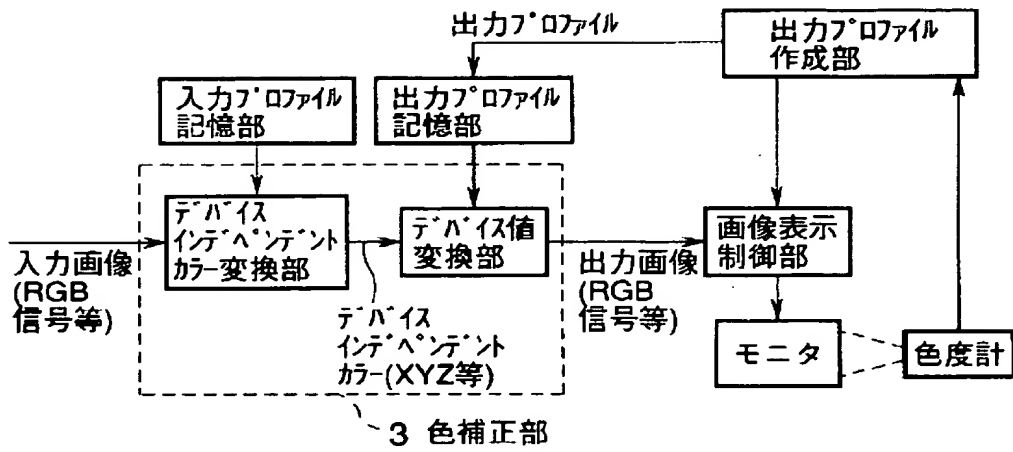 出力プロファイル
出力プロファイル
作成部
入力プロファイル
記憶部
出力プロファイル
記憶部
デバイス
インデペンデント
カラー変換部
デバイス値
変換部
画像表示
制御部
入力画像
(RGB
信号等)
出力画像
(RGB
信号等)
デバイス
インデペンデント
カラー(XYZ等)
モニタ
色度計
3 色補正部